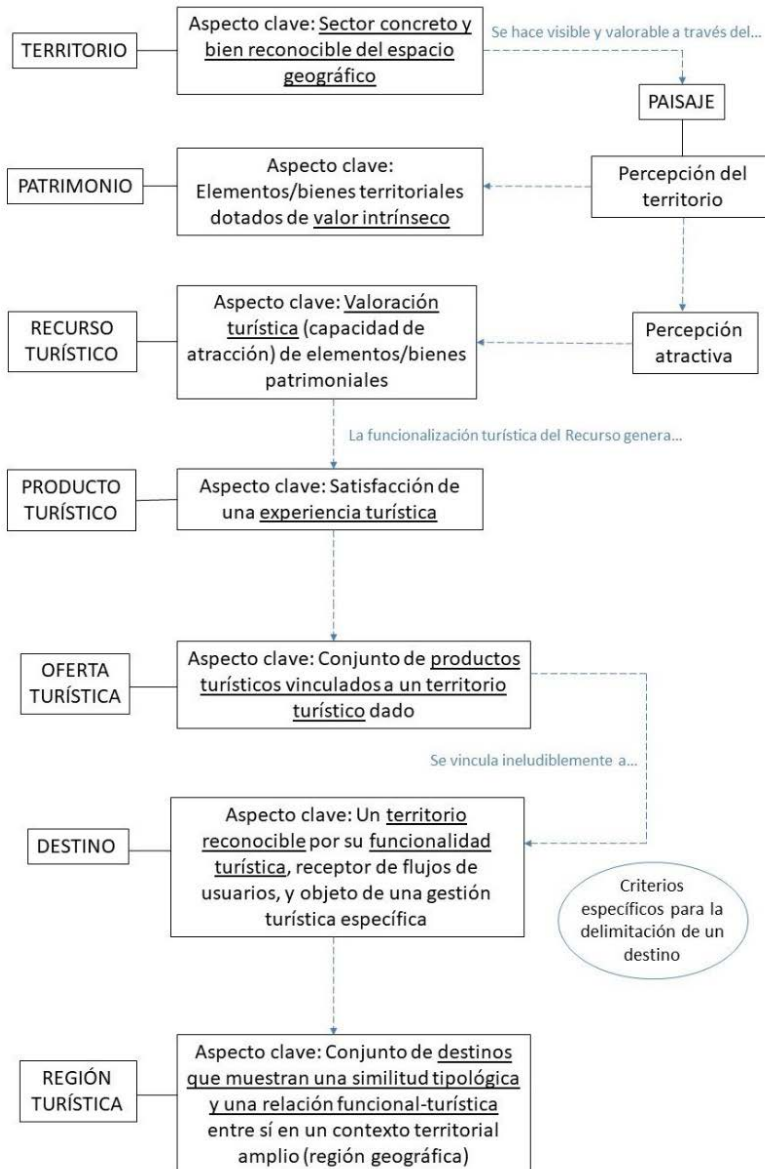 TERRITORIO
Aspecto clave: Sector concreto y
bien reconocible del espacio
geográfico
Se hace visible y valorable a través del...
PAISAJE
PATRIMONIO
Aspecto clave:
Elementos/bienes territoriales
dotados de valor intrínseco
Percepción del
territorio
RECURSO
TURÍSTICO
Aspecto clave: Valoración
turística (capacidad de
atracción) de elementos/bienes
patrimoniales
Percepción
atractiva
La funcionalización turística del Recurso genera...
PRODUCTO
TURÍSTICO
Aspecto clave: Satisfacción de
una experiencia turística
OFERTA
TURÍSTICA
Aspecto clave: Conjunto de productos
turísticos vinculados a un territorio
turístico dado
Se vincula ineludiblemente a...
DESTINO
Aspecto clave: Un territorio
reconocible por su funcionalidad
turística, receptor de flujos de
usuarios, y objeto de una gestión
turística específica
Criterios
específicos para la
delimitación de un
destino
REGIÓN
TURÍSTICA
Aspecto clave: Conjunto de destinos
que muestran una similitud tipológica
y una relación funcional-turística
entre sí en un contexto territorial
amplio (región geográfica)